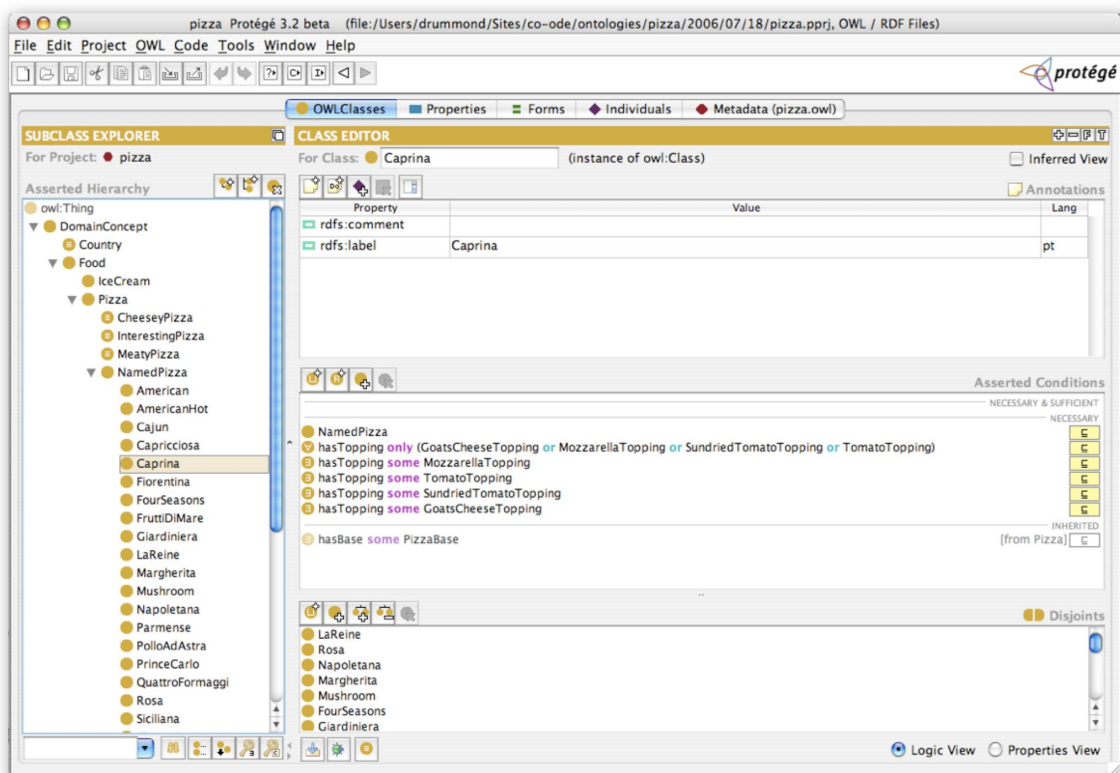 pizza Protégé 3.2 beta (file:/Users/drummond/Sites/co-ode/ontologies/pizza/2006/07/18/pizza.pprj, OWL / RDF Files)
File Edit Project OWL Code Tools Window Help
protégé
OWLClasses Properties Forms Individuals Metadata (pizza.owl)
SUBCLASS EXPLORER
For Project: pizza
Asserted Hierarchy
owl:Thing
DomainConcept
Country
Food
IceCream
Pizza
CheeseyPizza
InterestingPizza
MeatyPizza
NamedPizza
American
AmericanHot
Cajun
Capricciosa
Caprina
Fiorentina
FourSeasons
FruttiDiMare
Giardiniera
LaReine
Margherita
Mushroom
Napoletana
Parmense
PolloAdAstra
PrinceCarlo
QuattroFormaggi
Rosa
Siciliana
CLASS EDITOR
For Class: Caprina (instance of owl:Class)
Inferred View
Annotations
Property Value Lang
rdfs:comment
rdfs:label Caprina pt
Asserted Conditions
NECESSARY & SUFFICIENT
NECESSARY
NamedPizza
hasTopping only (GoatsCheeseTopping or MozzarellaTopping or SundriedTomatoTopping or TomatoTopping)
hasTopping some MozzarellaTopping
hasTopping some TomatoTopping
hasTopping some SundriedTomatoTopping
hasTopping some GoatsCheeseTopping
INHERITED
hasBase some PizzaBase [from Pizza]
Disjoints
LaReine
Rosa
Napoletana
Margherita
Mushroom
FourSeasons
Giardiniera
Logic View Properties View